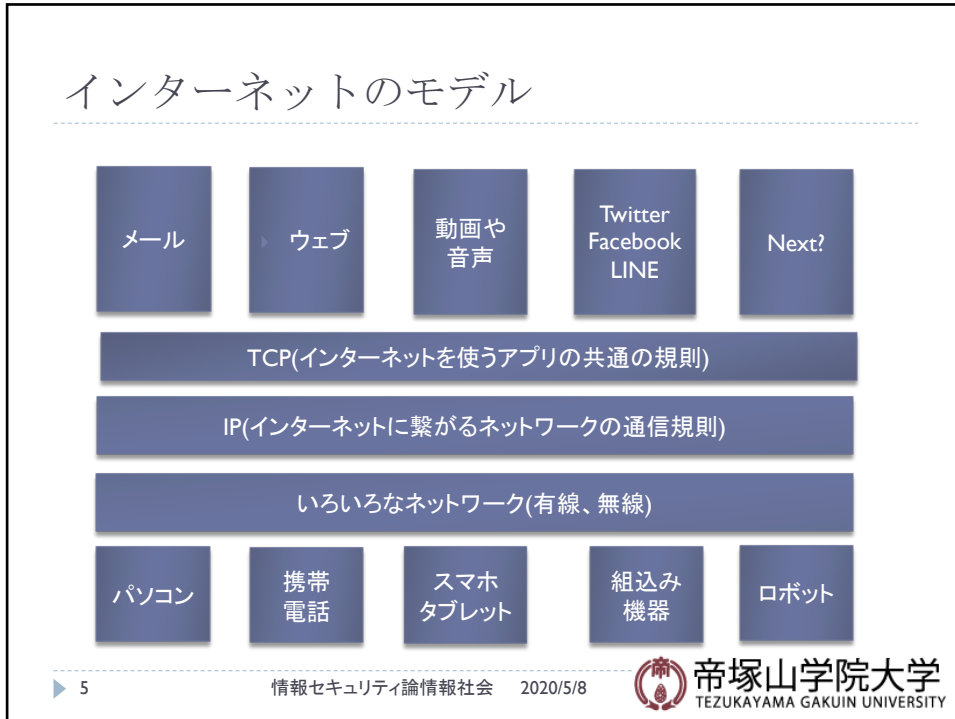 インターネットのモデル
メール
ウェブ
動画や
音声
Twitter
Facebook
LINE
Next?
TCP(インターネットを使うアプリの共通の規則)
IP(インターネットに繋がるネットワークの通信規則)
いろいろなネットワーク(有線、無線)
パソコン
携帯
電話
スマホ
タブレット
組込み
機器
ロボット
5
情報セキュリティ論情報社会 2020/5/8
帝
帝塚山学院大学
TEZUKAYAMA GAKUIN UNIVERSITY